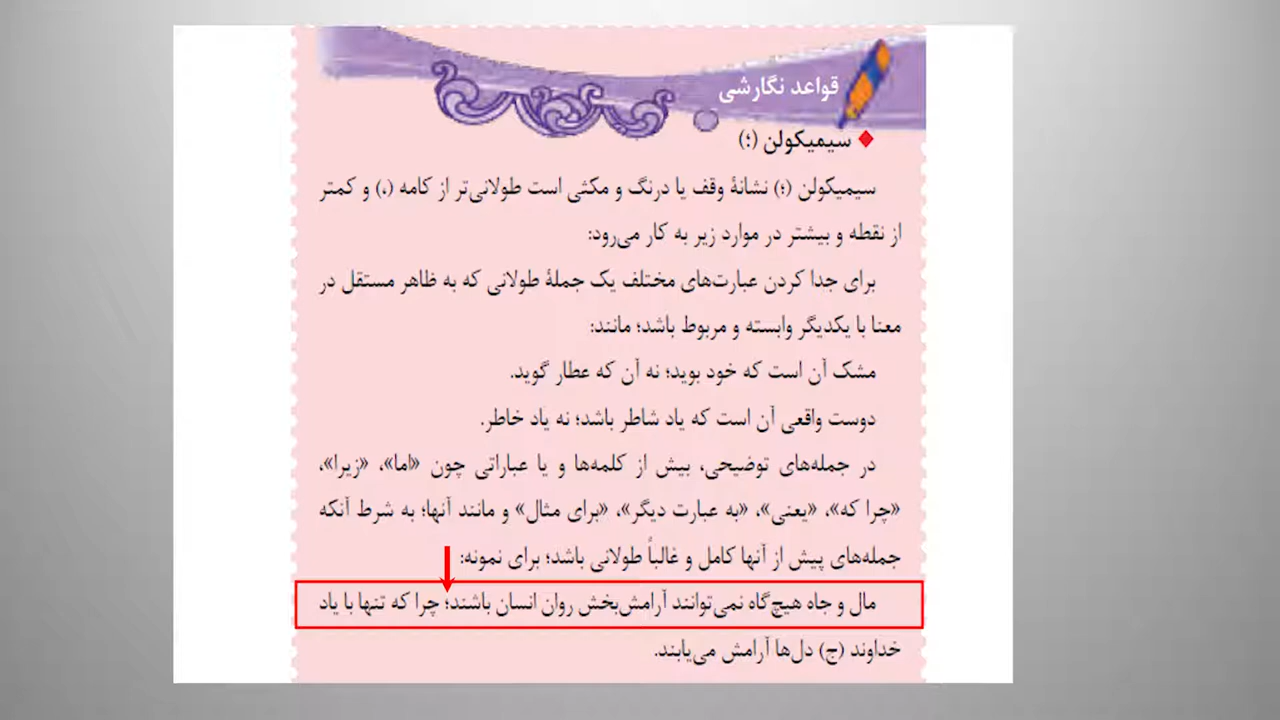 قواعد نگارشی
سیمیکولن (؛)
سیمیکولن (؛) نشانهٔ وقف یا درنگ و مکثی است طولانی‌تر از کامه (،) و کمتر
از نقطه و بیشتر در موارد زیر به کار می‌رود:
برای جدا کردن عبارت‌های مختلف یک جملهٔ طولانی که به ظاهر مستقل در
معنا با یکدیگر وابسته و مربوط باشد؛ مانند:
مشک آن است که خود بوید؛ نه آن که عطار گوید.
دوست واقعی آن است که یاد شاطر باشد؛ نه یاد خاطر.
در جمله‌های توضیحی، بیش از کلمه‌ها و یا عباراتی چون «اما»، «زیرا»،
«چرا که»، «یعنی»، «به عبارت دیگر»، «برای مثال» و مانند آنها؛ به شرط آنکه
جمله‌های پیش از آنها کامل و غالباً طولانی باشد؛ برای نمونه:
مال و جاه هیچ‌گاه نمی‌توانند آرامش‌بخش روان انسان باشند؛ چرا که تنها با یاد
خداوند (ج) دل‌ها آرامش می‌یابند.